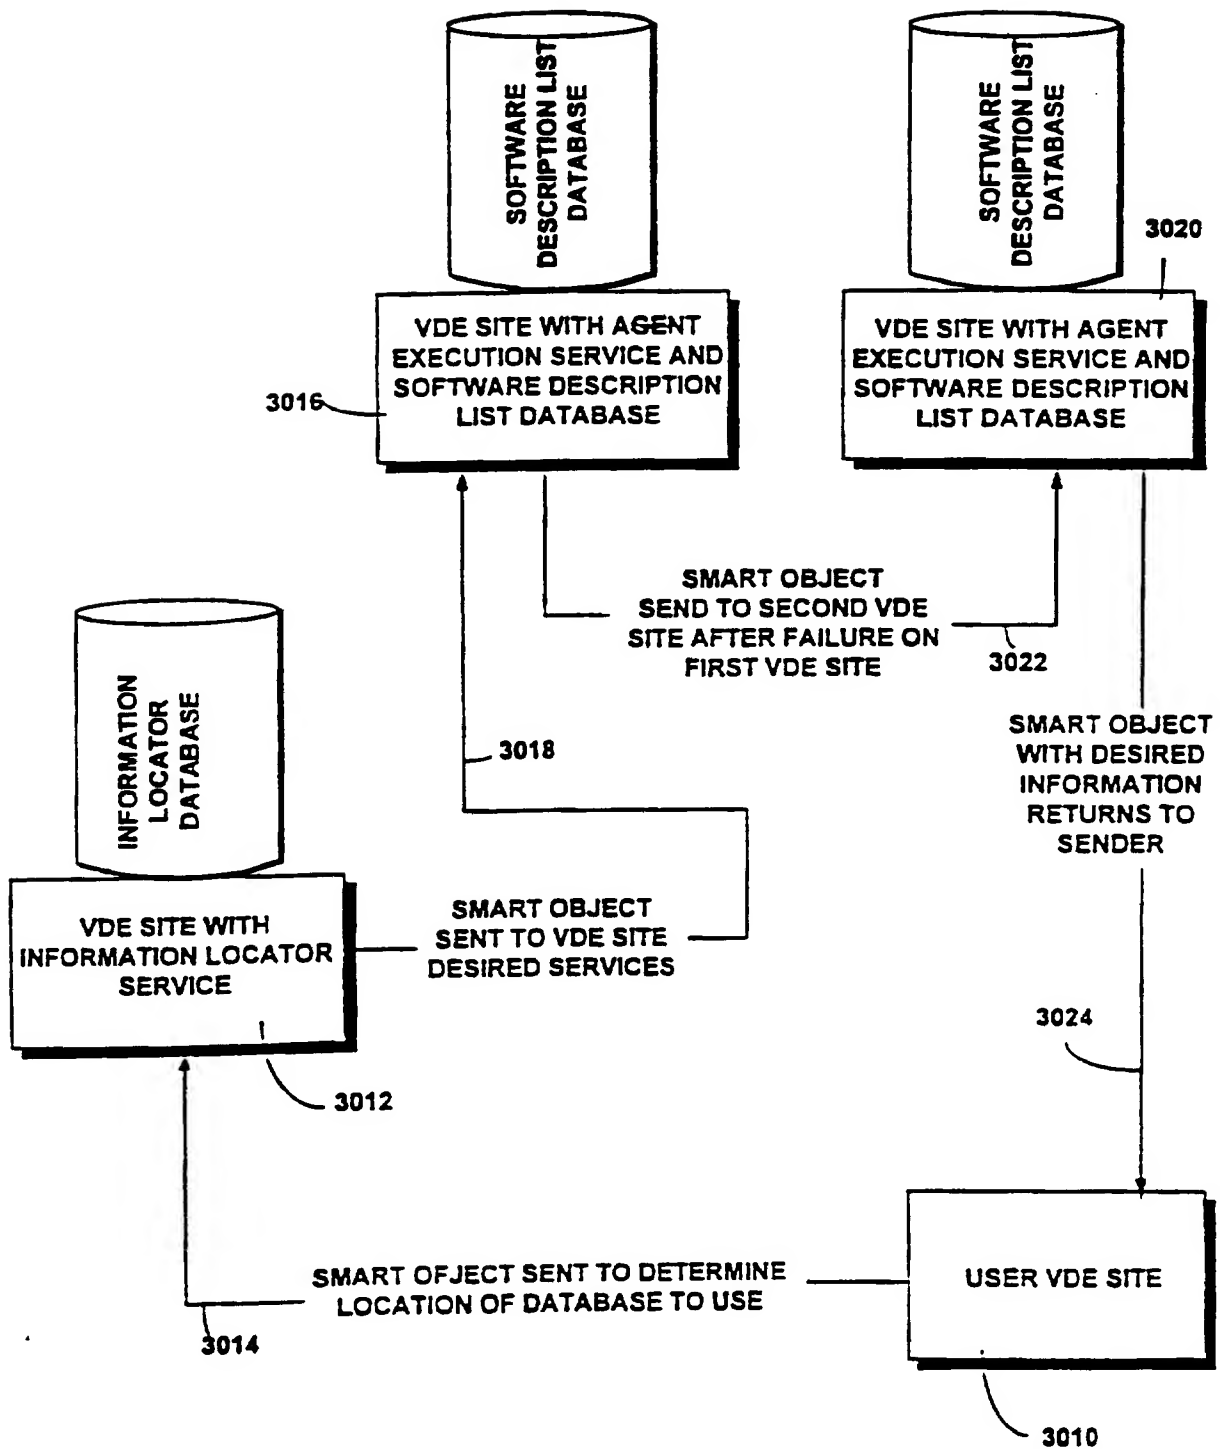 SOFTWARE
DESCRIPTION LIST
DATABASE
SOFTWARE
DESCRIPTION LIST
DATABASE
3020
VDE SITE WITH AGENT
EXECUTION SERVICE AND
SOFTWARE DESCRIPTION
LIST DATABASE
3016
VDE SITE WITH AGENT
EXECUTION SERVICE AND
SOFTWARE DESCRIPTION
LIST DATABASE
SMART OBJECT
SEND TO SECOND VDE
SITE AFTER FAILURE ON
FIRST VDE SITE
3022
INFORMATION
LOCATOR
DATABASE
3018
SMART OBJECT
WITH DESIRED
INFORMATION
RETURNS TO
SENDER
VDE SITE WITH
INFORMATION LOCATOR
SERVICE
SMART OBJECT
SENT TO VDE SITE
DESIRED SERVICES
3024
3012
SMART OFJECT SENT TO DETERMINE
LOCATION OF DATABASE TO USE
3014
USER VDE SITE
3010